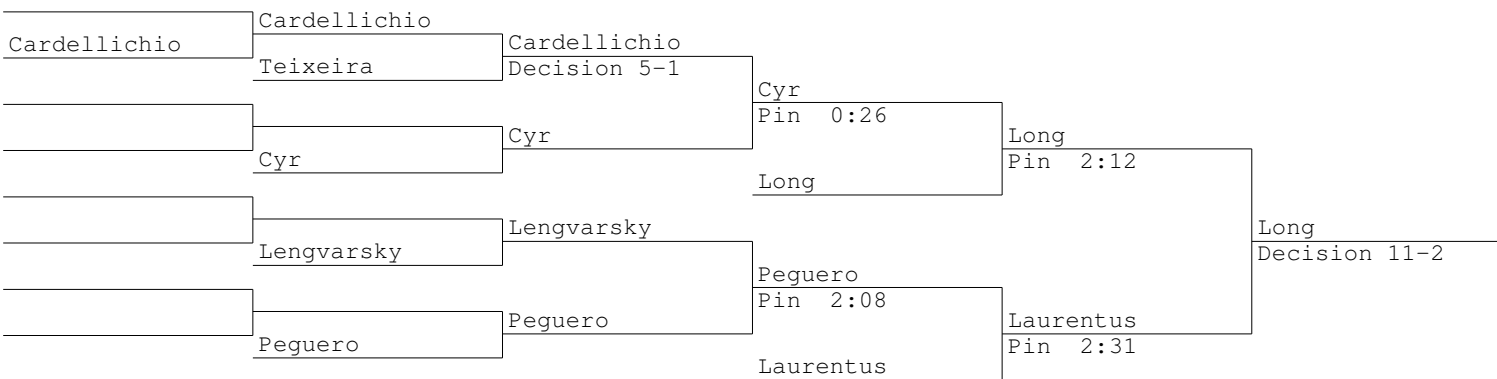 Cardellichio
Cardellichio
Teixeira
Cardellichio
Decision 5-1
Cyr
Cyr
Cyr
Pin 0:26
Long
Long
Pin 2:12
Lengvarsky
Lengvarsky
Peguero
Peguero
Peguero
Pin 2:08
Laurentus
Laurentus
Pin 2:31
Long
Decision 11-2